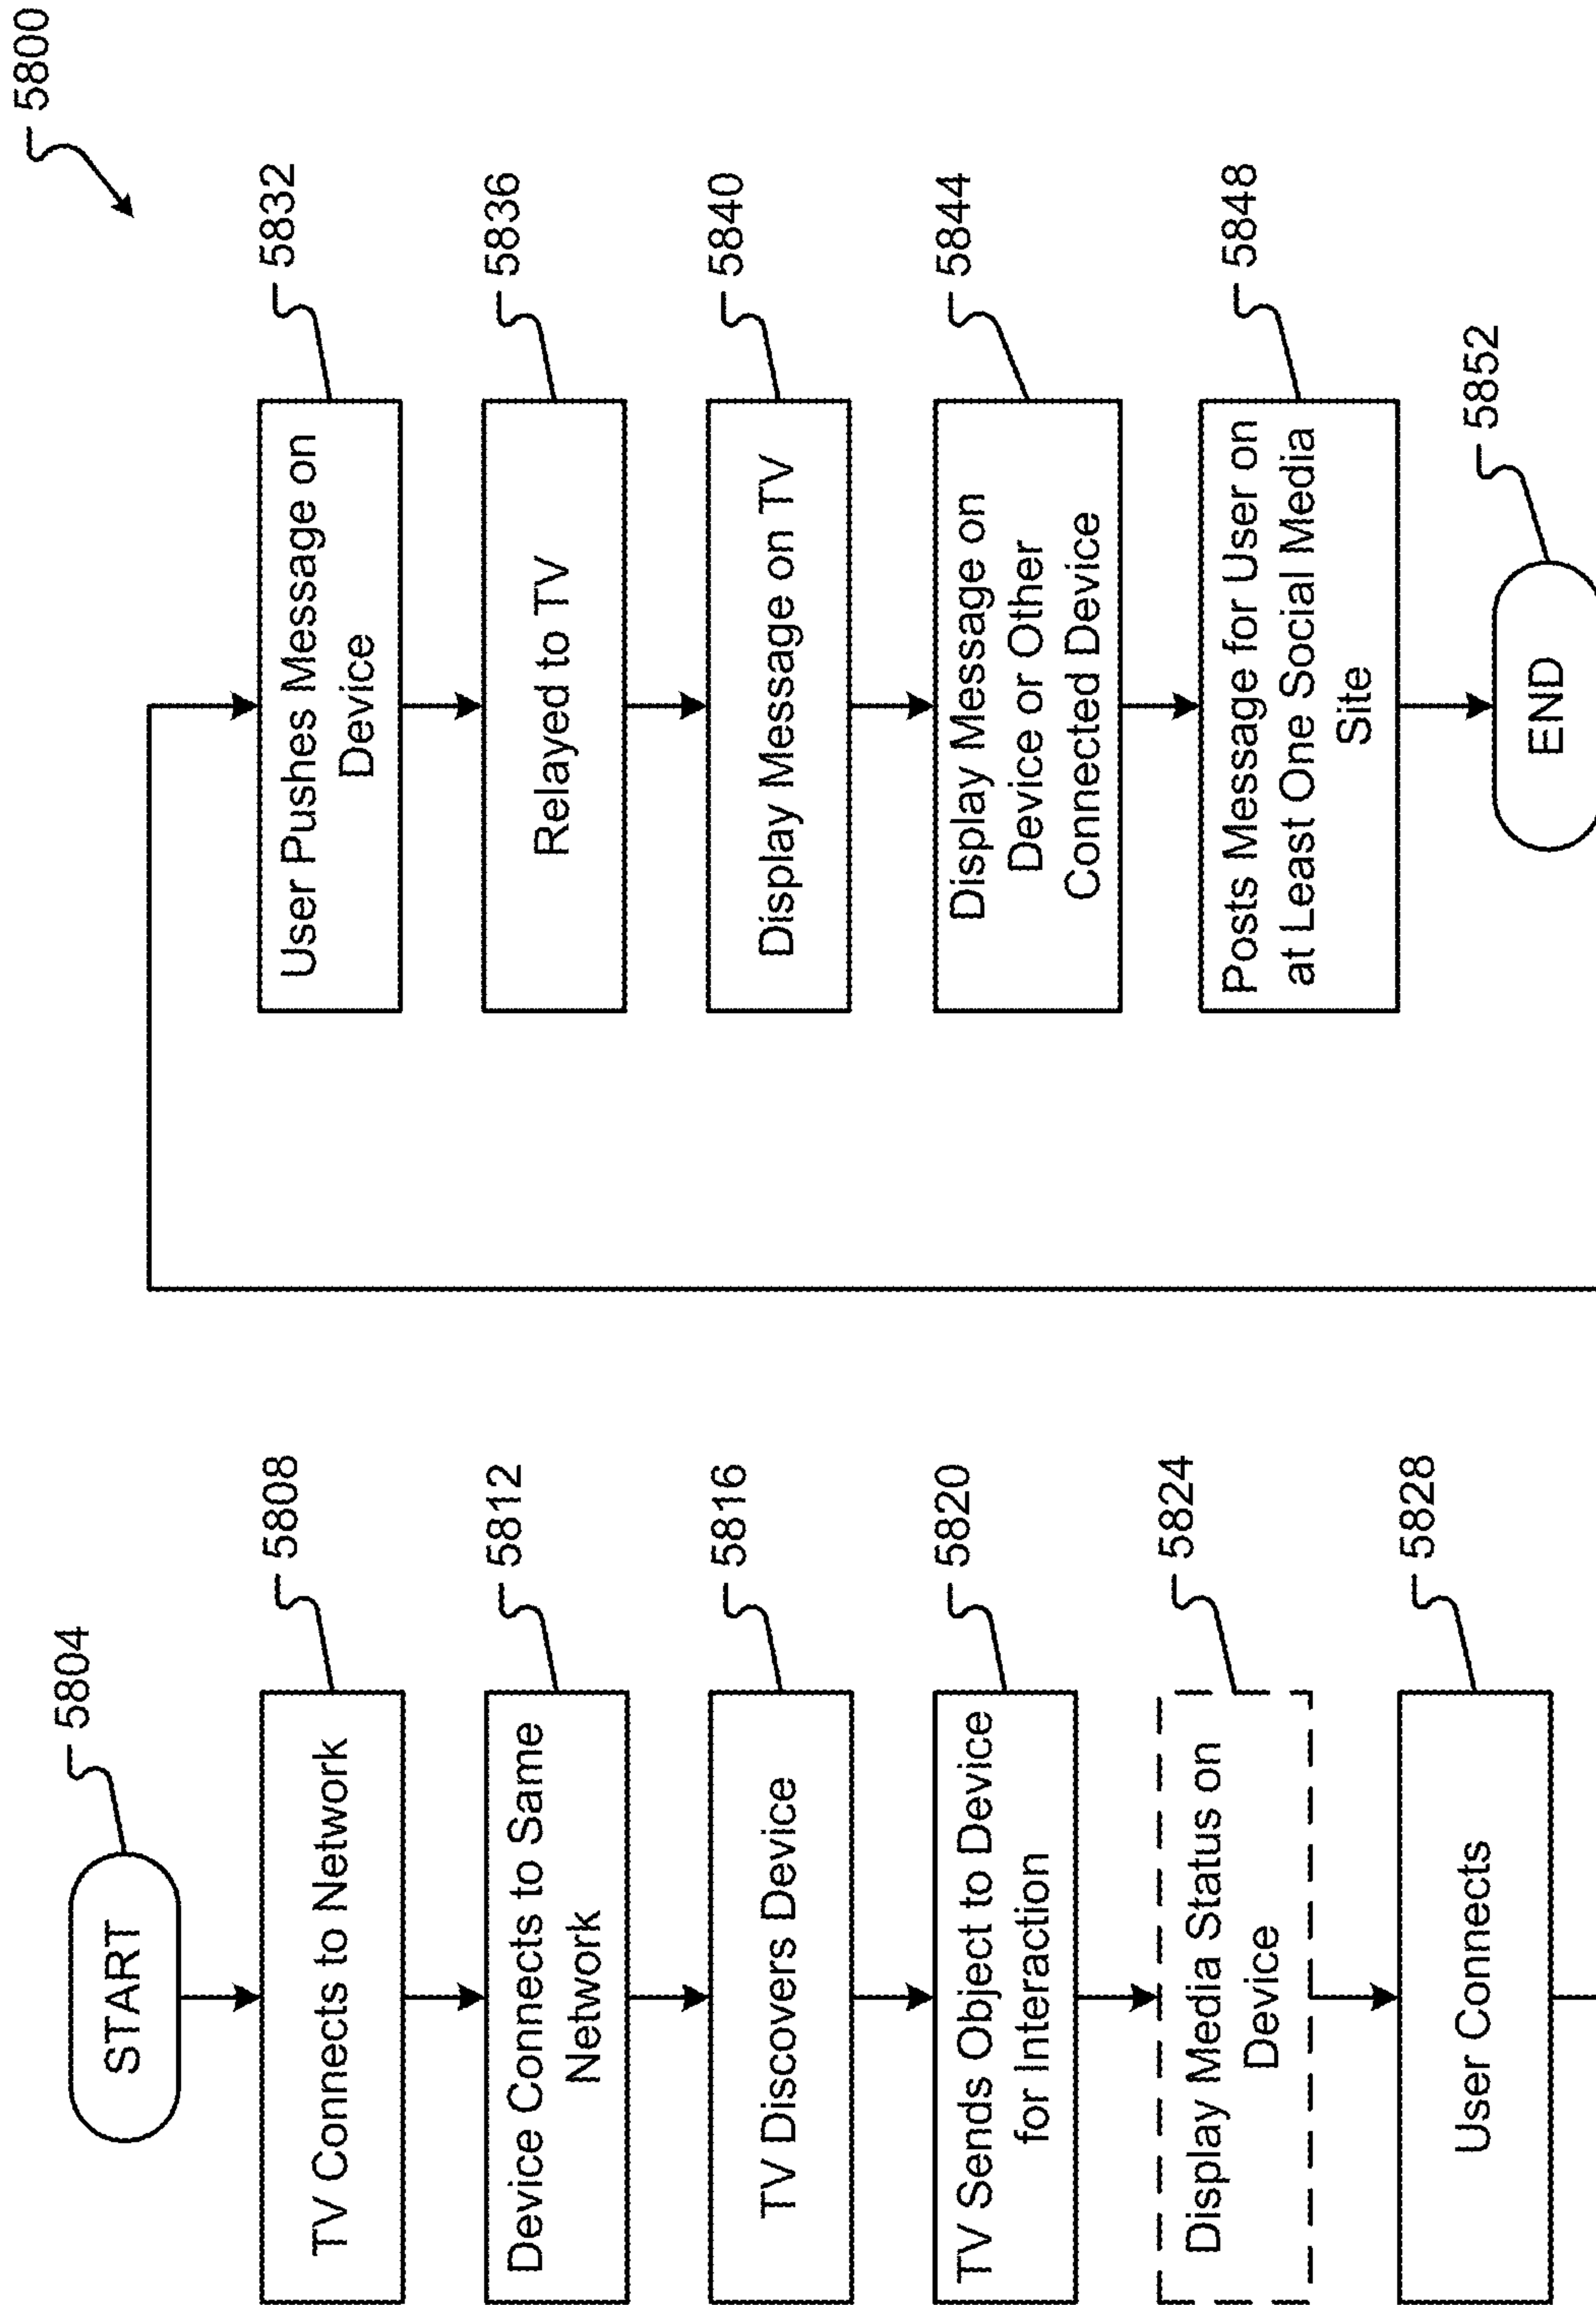 5800
START
5804
TV Connects to Network
5808
Device Connects to Same
Network
5812
TV Discovers Device
5816
TV Sends Object to Device
for Interaction
5820
Display Media Status on
Device
5824
User Connects
5828
User Pushes Message on
Device
5832
Relayed to TV
5836
Display Message on TV
5840
Display Message on
Device or Other
Connected Device
5844
Posts Message for User on
at Least One Social Media
Site
5848
END
5852